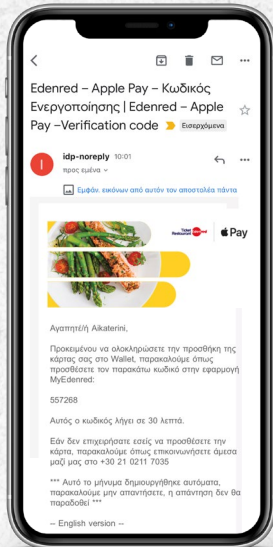 Edenred – Apple Pay – Κωδικός
Ενεργοποίησης | Edenred – Apple
Pay –Verification code Εισερχόμενα
I
idp-noreply 10:01
προς εμένα
Εμφάν. εικόνων από αυτόν τον αποστολέα πάντα
Ticket Restaurant Edenred Pay
Αγαπητέ/ή Aikaterini,
Προκειμένου να ολοκληρώσετε την προσθήκη της
κάρτας σας στο Wallet, παρακαλούμε όπως
προσθέσετε τον παρακάτω κωδικό στην εφαρμογή
MyEdenred:
557268
Αυτός ο κωδικός λήγει σε 30 λεπτά.
Εάν δεν επιχειρήσατε εσείς να προσθέσετε την
κάρτα, παρακαλούμε όπως επικοινωνήσετε άμεσα
μαζί μας στο +30 21 0211 7035
*** Αυτό το μήνυμα δημιουργήθηκε αυτόματα,
παρακαλούμε μην απαντήσετε, η απάντηση δεν θα
παραδοθεί ***
-- English version --